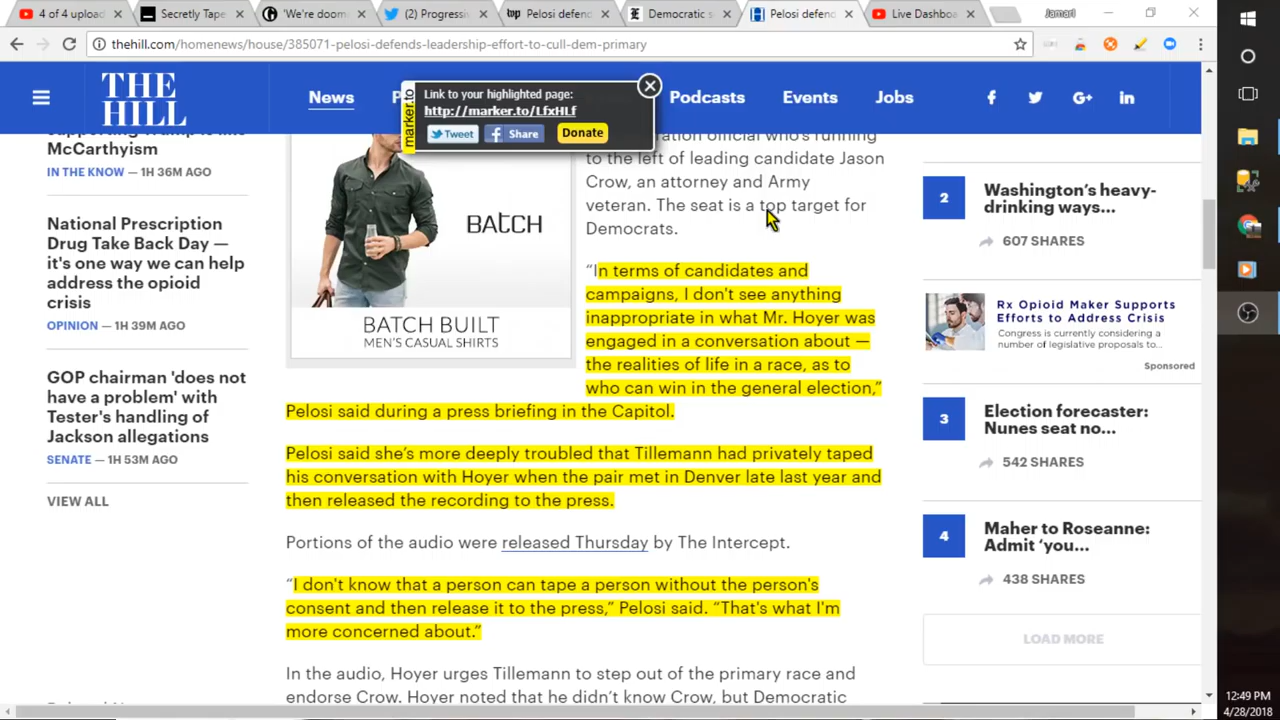 4 of 4 upload
Secretly Tape
'We're doom
(2) Progressi
Pelosi defend
Democratic s
Pelosi defend
Live Dashboa
Jamarl
thehill.com/homenews/house/385071-pelosi-defends-leadership-effort-to-cull-dem-primary
THE
HILL
News
Podcasts
Events
Jobs
marker.to
Link to your highlighted page:
http://marker.to/LfxHLf
Tweet
Share
Donate
McCarthyism
IN THE KNOW — 1H 36M AGO
National Prescription
Drug Take Back Day —
it's one way we can help
address the opioid
crisis
OPINION — 1H 39M AGO
GOP chairman 'does not
have a problem' with
Tester's handling of
Jackson allegations
SENATE — 1H 53M AGO
VIEW ALL
BATCH
BATCH BUILT
MEN'S CASUAL SHIRTS
official who's running
to the left of leading candidate Jason
Crow, an attorney and Army
veteran. The seat is a top target for
Democrats.
“In terms of candidates and
campaigns, I don't see anything
inappropriate in what Mr. Hoyer was
engaged in a conversation about —
the realities of life in a race, as to
who can win in the general election,”
Pelosi said during a press briefing in the Capitol.
Pelosi said she's more deeply troubled that Tillemann had privately taped
his conversation with Hoyer when the pair met in Denver late last year and
then released the recording to the press.
Portions of the audio were released Thursday by The Intercept.
“I don't know that a person can tape a person without the person's
consent and then release it to the press,” Pelosi said. “That's what I'm
more concerned about.”
In the audio, Hoyer urges Tillemann to step out of the primary race and
endorse Crow. Hoyer noted that he didn't know Crow, but Democratic
2
Washington's heavy-
drinking ways...
607 SHARES
Rx Opioid Maker Supports
Efforts to Address Crisis
Congress is currently considering a
number of legislative proposals to...
Sponsored
3
Election forecaster:
Nunes seat no...
542 SHARES
4
Maher to Roseanne:
Admit ‘you...
438 SHARES
LOAD MORE
12:49 PM
4/28/2018